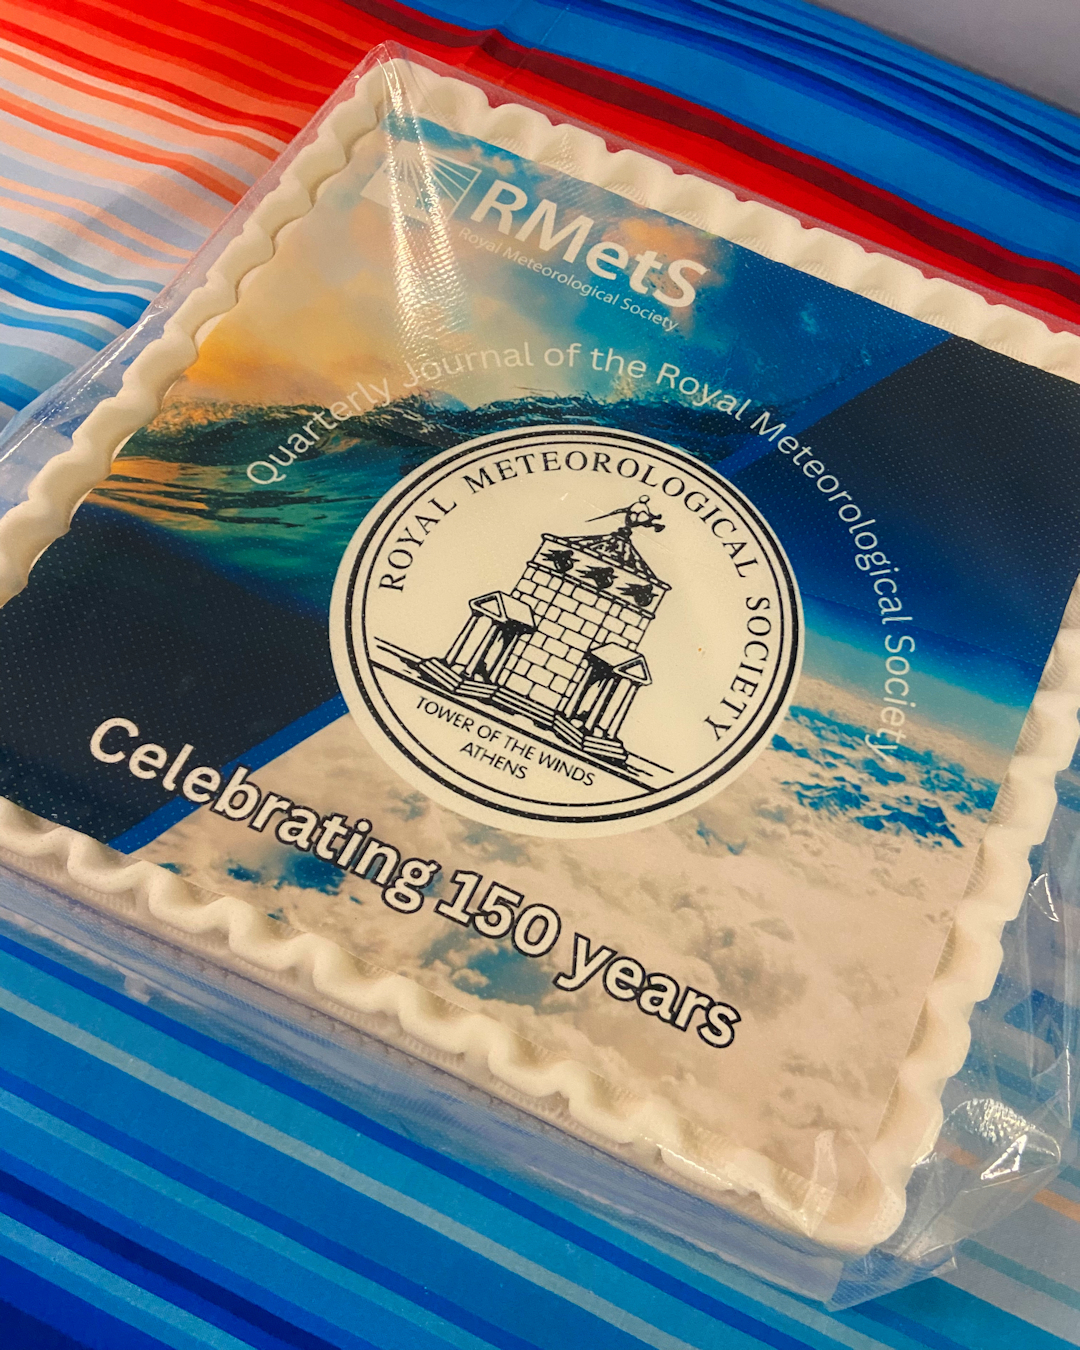 RMetS
Royal Meteorological Society
Quarterly Journal of the Royal Meteorological Society
ROYAL METEOROLOGICAL SOCIETY
TOWER OF THE WINDS
ATHENS
Celebrating 150 years